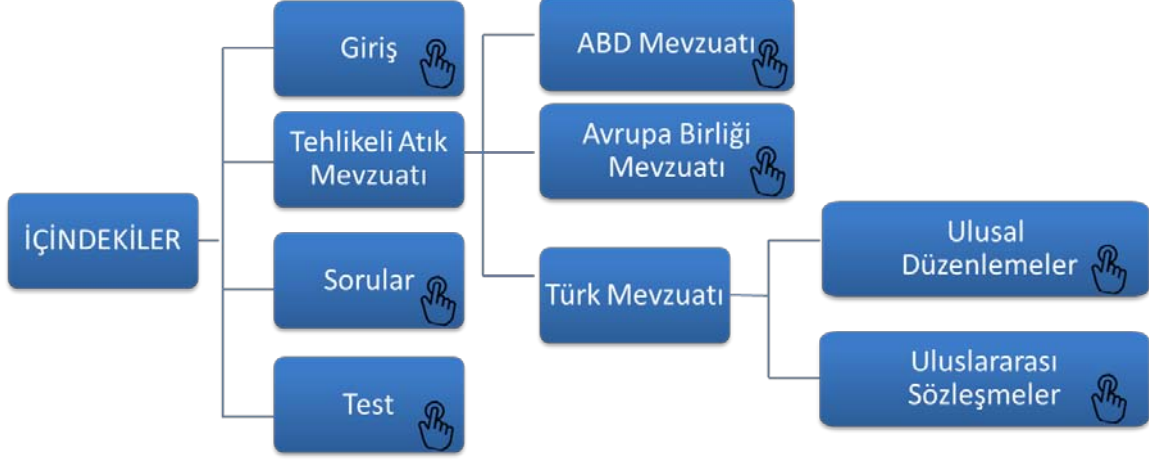 İÇİNDEKİLER
Giriş
Tehlikeli Atık
Mevzuatı
ABD Mevzuatı
Avrupa Birliği
Mevzuatı
Türk Mevzuatı
Ulusal
Düzenlemeler
Uluslararası
Sözleşmeler
Sorular
Test